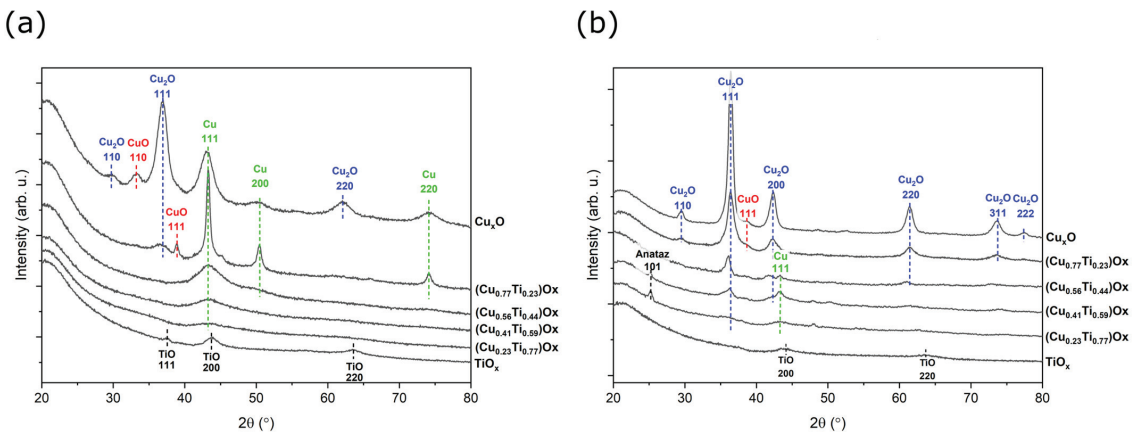 (a)
(b)
Cu₂O
111
Cu₂O
110
CuO
110
Cu
111
Cu
200
Cu₂O
220
Cu
220
CuO
111
CuₓO
(Cu₀.₇₇Ti₀.₂₃)Ox
(Cu₀.₅₆Ti₀.₄₄)Ox
(Cu₀.₄₁Ti₀.₅₉)Ox
(Cu₀.₂₃Ti₀.₇₇)Ox
TiOₓ
TiO
111
TiO
200
TiO
220
Intensity (arb. u.)
20 30 40 50 60 70 80
2θ (°)
Cu₂O
111
Cu₂O
110
Cu₂O
200
CuO
111
Cu₂O
220
Cu₂O
311
Cu₂O
222
Anataz
101
Cu
111
CuₓO
(Cu₀.₇₇Ti₀.₂₃)Ox
(Cu₀.₅₆Ti₀.₄₄)Ox
(Cu₀.₄₁Ti₀.₅₉)Ox
(Cu₀.₂₃Ti₀.₇₇)Ox
TiOₓ
TiO
200
TiO
220
Intensity (arb. u.)
20 30 40 50 60 70 80
2θ (°)